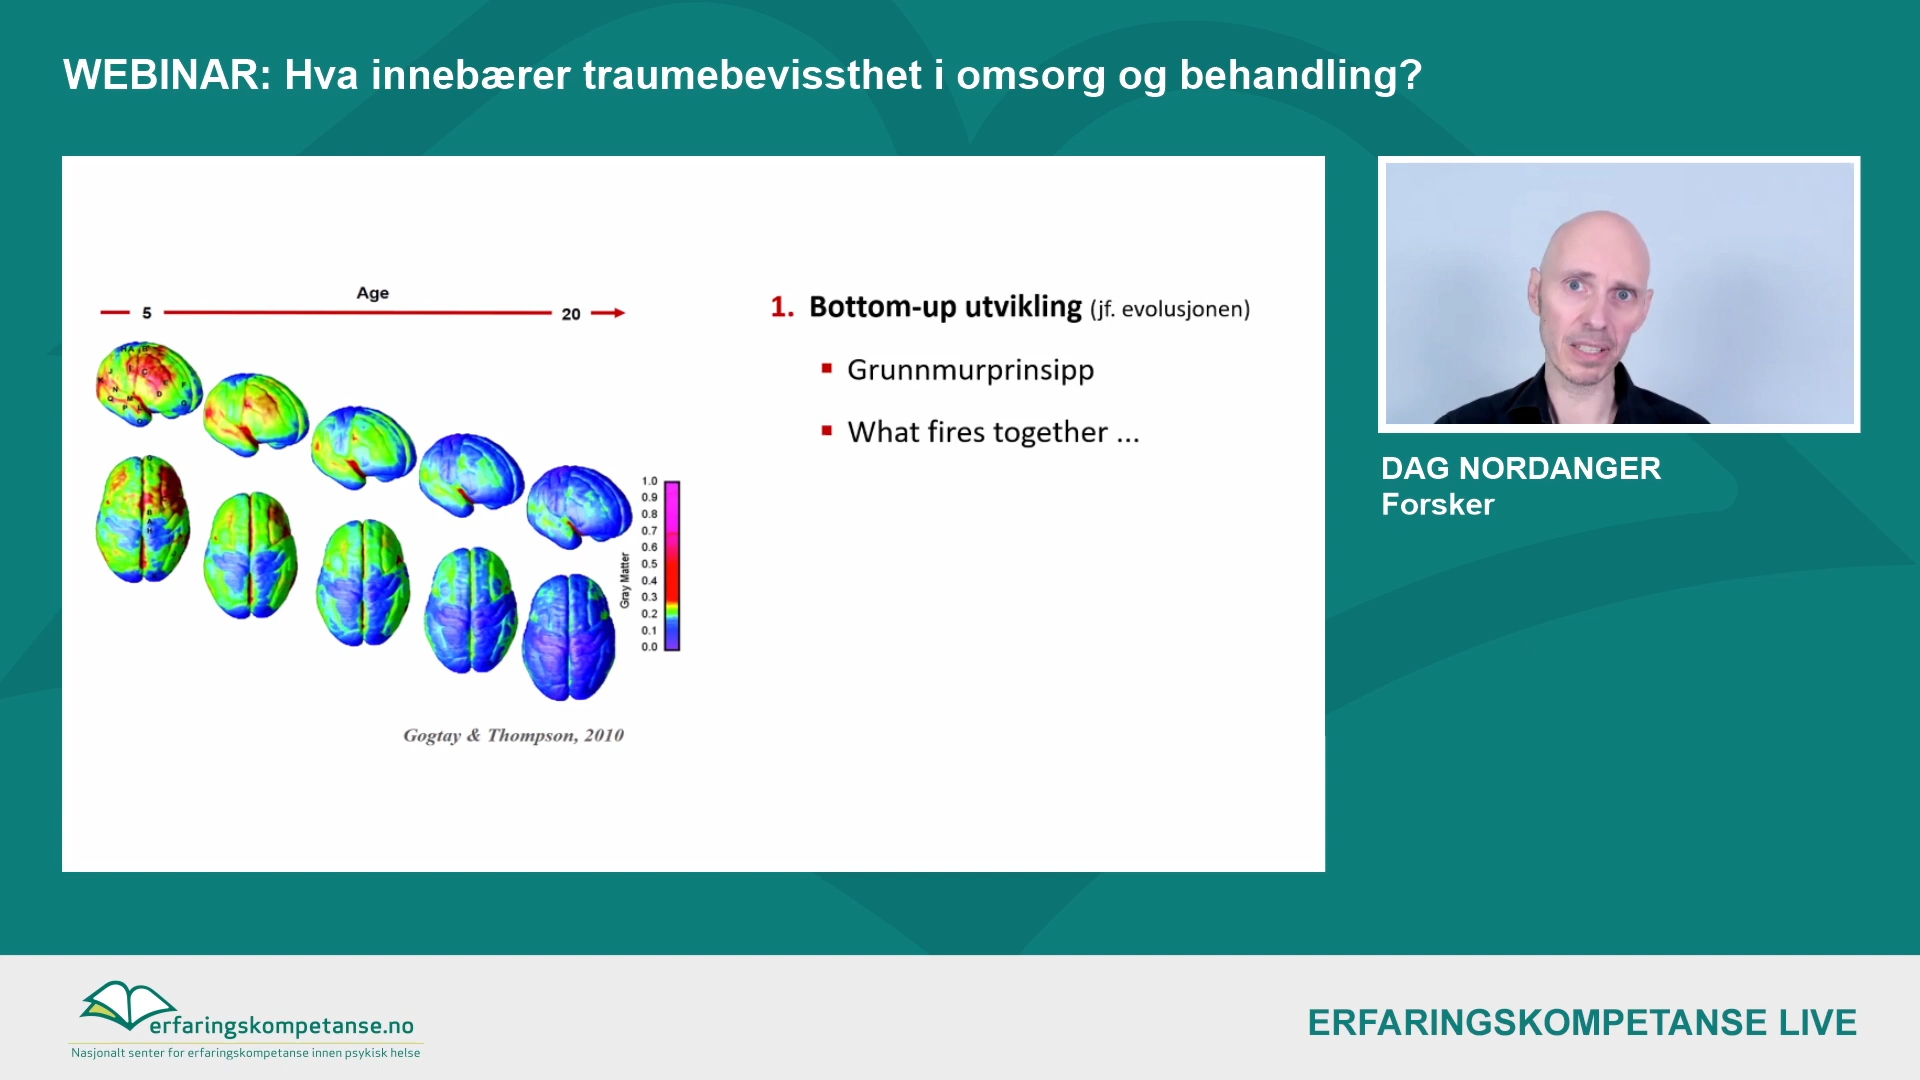 WEBINAR: Hva innebærer traumebevissthet i omsorg og behandling?
Age
5
20
1.0
0.9
0.8
0.7
0.6
0.5
0.4
0.3
0.2
0.1
0.0
Gray Matter
Gogtay & Thompson, 2010
1. Bottom-up utvikling (jf. evolusjonen)
▪ Grunnmurprinsipp
▪ What fires together ...
DAG NORDANGER
Forsker
erfaringskompetanse.no
Nasjonalt senter for erfaringskompetanse innen psykisk helse
ERFARINGSKOMPETANSE LIVE